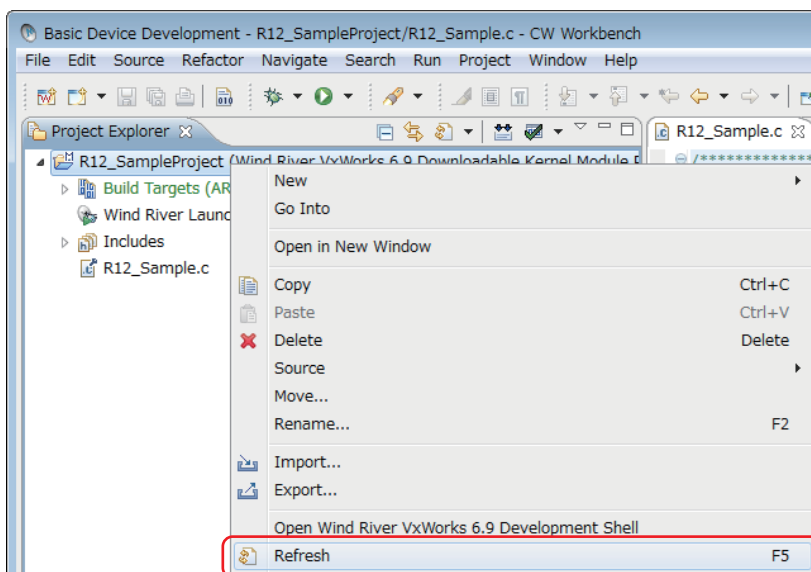 Basic Device Development - R12_SampleProject/R12_Sample.c - CW Workbench
File Edit Source Refactor Navigate Search Run Project Window Help
010
Project Explorer
R12_Sample.c
R12_SampleProject (Wind River VxWorks 6.9 Downloadable Kernel Module P
/*************
Build Targets (AR
Wind River Launc
Includes
R12_Sample.c
New
Go Into
Open in New Window
Copy Ctrl+C
Paste Ctrl+V
Delete Delete
Source
Move...
Rename... F2
Import...
Export...
Open Wind River VxWorks 6.9 Development Shell
Refresh F5